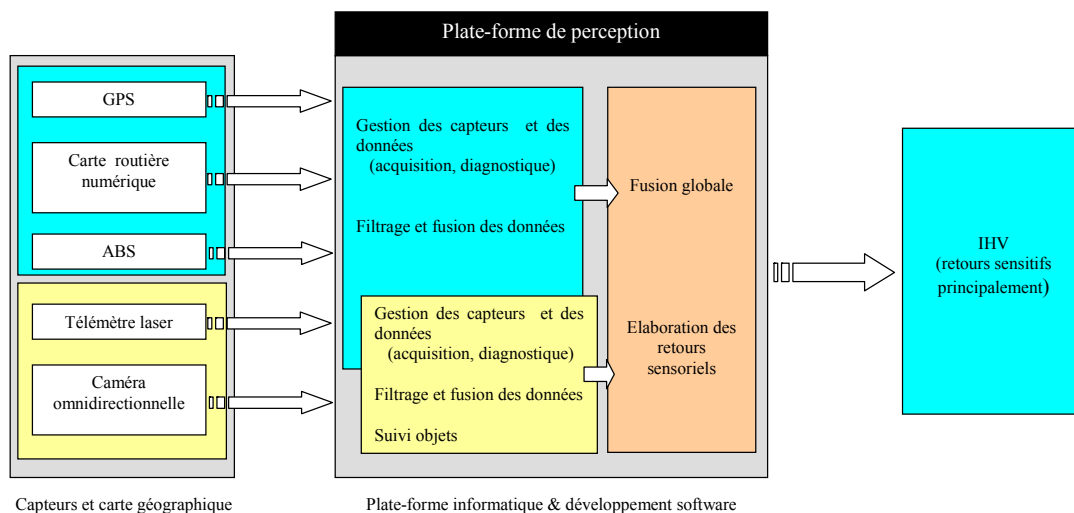 Plate-forme de perception
GPS
Carte routière
numérique
ABS
Télémètre laser
Caméra
omnidirectionnelle
Gestion des capteurs et des
données
(acquisition, diagnostique)
Filtrage et fusion des données
Gestion des capteurs et des
données
(acquisition, diagnostique)
Filtrage et fusion des données
Suivi objets
Fusion globale
Elaboration des
retours
sensoriels
IHV
(retours sensitifs
principalement)
Capteurs et carte géographique
Plate-forme informatique & développement software